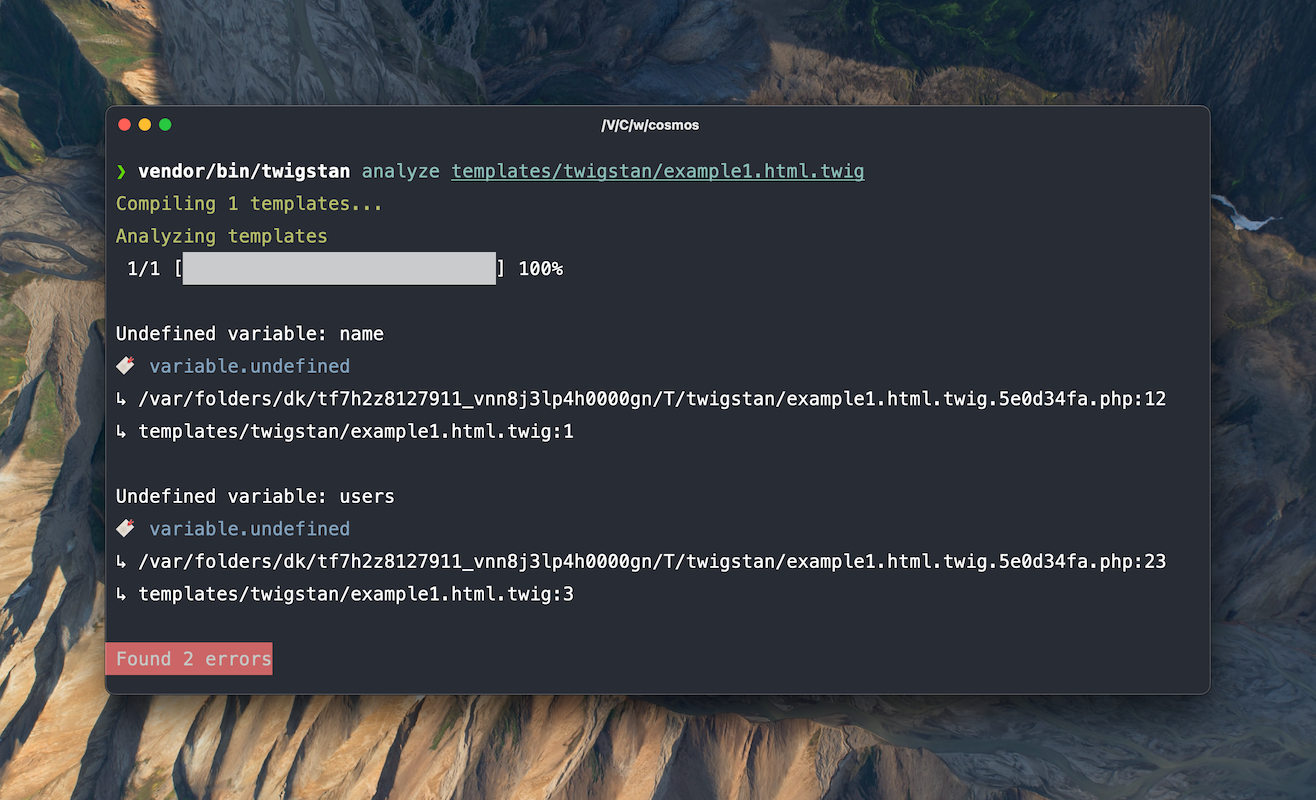 /V/C/w/cosmos
❯ vendor/bin/twigstan analyze templates/twigstan/example1.html.twig
Compiling 1 templates...
Analyzing templates
1/1 [] 100%
Undefined variable: name
variable.undefined
↳ /var/folders/dk/tf7h2z8127911_vnn8j3lp4h0000gn/T/twigstan/example1.html.twig.5e0d34fa.php:12
↳ templates/twigstan/example1.html.twig:1
Undefined variable: users
variable.undefined
↳ /var/folders/dk/tf7h2z8127911_vnn8j3lp4h0000gn/T/twigstan/example1.html.twig.5e0d34fa.php:23
↳ templates/twigstan/example1.html.twig:3
Found 2 errors